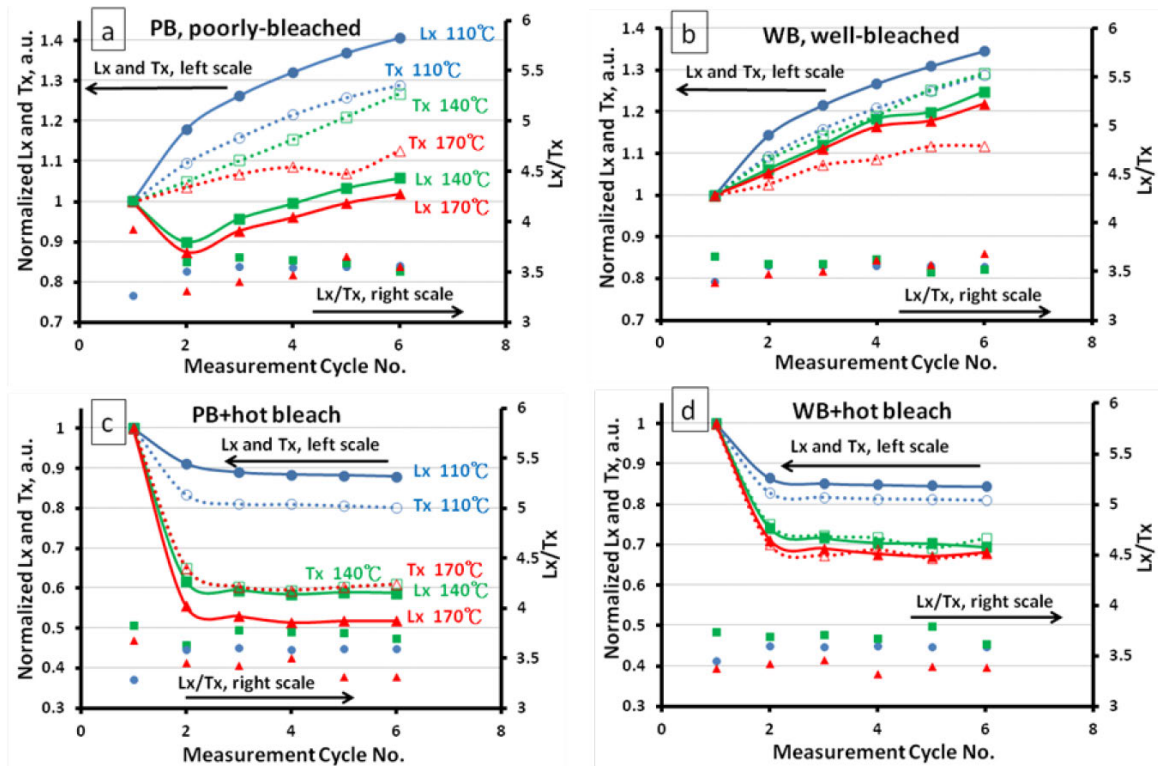 a
PB, poorly-bleached
Normalized Lx and Tx, a.u.
1.4
1.3
1.2
1.1
1
0.9
0.8
0.7
Lx and Tx, left scale
Lx 110℃
Tx 110℃
Tx 140℃
Tx 170℃
Lx 140℃
Lx 170℃
Lx/Tx, right scale
6
5.5
5
4.5
4
3.5
3
Lx/Tx
0 2 4 6 8
Measurement Cycle No.
b
WB, well-bleached
Normalized Lx and Tx, a.u.
1.4
1.3
1.2
1.1
1
0.9
0.8
0.7
Lx and Tx, left scale
Lx/Tx, right scale
6
5.5
5
4.5
4
3.5
3
Lx/Tx
0 2 4 6 8
Measurement Cycle No.
c
PB+hot bleach
Normalized Lx and Tx, a.u.
1
0.9
0.8
0.7
0.6
0.5
0.4
0.3
Lx and Tx, left scale
Lx 110℃
Tx 110℃
Tx 140℃
Tx 170℃
Lx 140℃
Lx 170℃
Lx/Tx, right scale
6
5.5
5
4.5
4
3.5
3
Lx/Tx
0 2 4 6 8
Measurement Cycle No.
d
WB+hot bleach
Normalized Lx and Tx, a.u.
1
0.9
0.8
0.7
0.6
0.5
0.4
0.3
Lx and Tx, left scale
Lx/Tx, right scale
6
5.5
5
4.5
4
3.5
3
Lx/Tx
0 2 4 6 8
Measurement Cycle No.